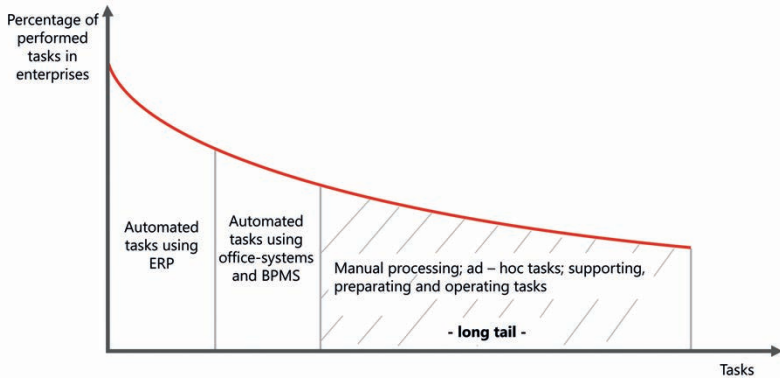 Percentage of
performed
tasks in
enterprises
Automated
tasks using
ERP
Automated
tasks using
office-systems
and BPMS
Manual processing; ad – hoc tasks; supporting,
preparating and operating tasks
- long tail -
Tasks